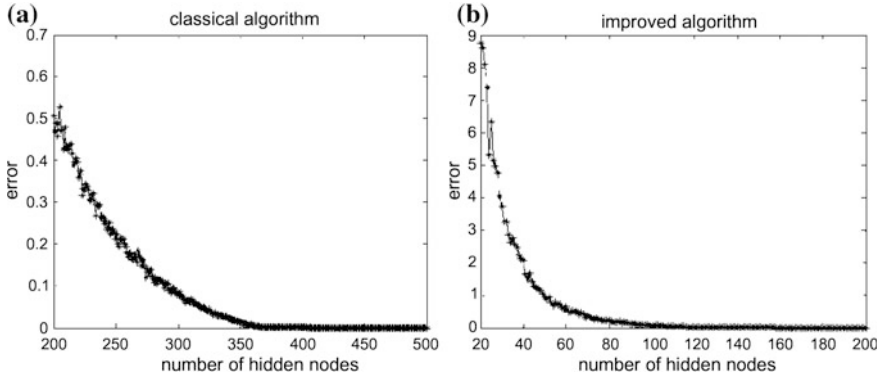 (a)
classical algorithm
0.7
0.6
0.5
0.4
0.3
0.2
0.1
0
error
200 250 300 350 400 450 500
number of hidden nodes
(b)
improved algorithm
9
8
7
6
5
4
3
2
1
0
error
20 40 60 80 100 120 140 160 180 200
number of hidden nodes